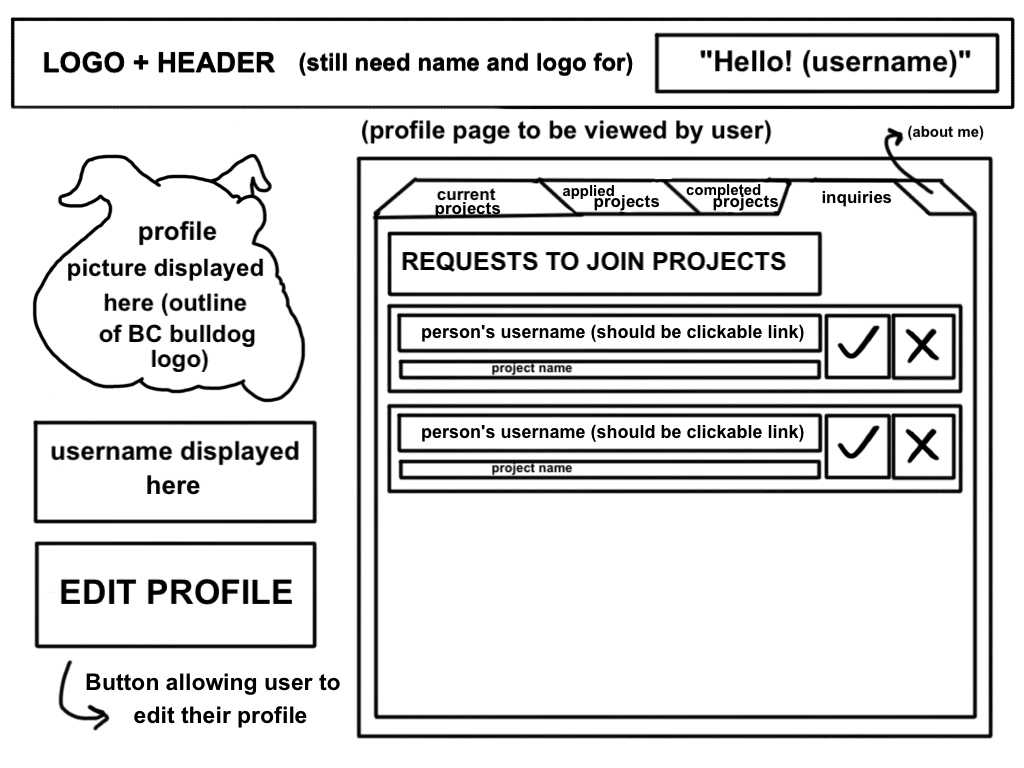 LOGO + HEADER (still need name and logo for) "Hello! (username)"
(profile page to be viewed by user)
(about me)
current
projects
applied
projects
completed
projects
inquiries
profile
picture displayed
here (outline
of BC bulldog
logo)
REQUESTS TO JOIN PROJECTS
person's username (should be clickable link)
project name
person's username (should be clickable link)
project name
username displayed
here
EDIT PROFILE
Button allowing user to
edit their profile